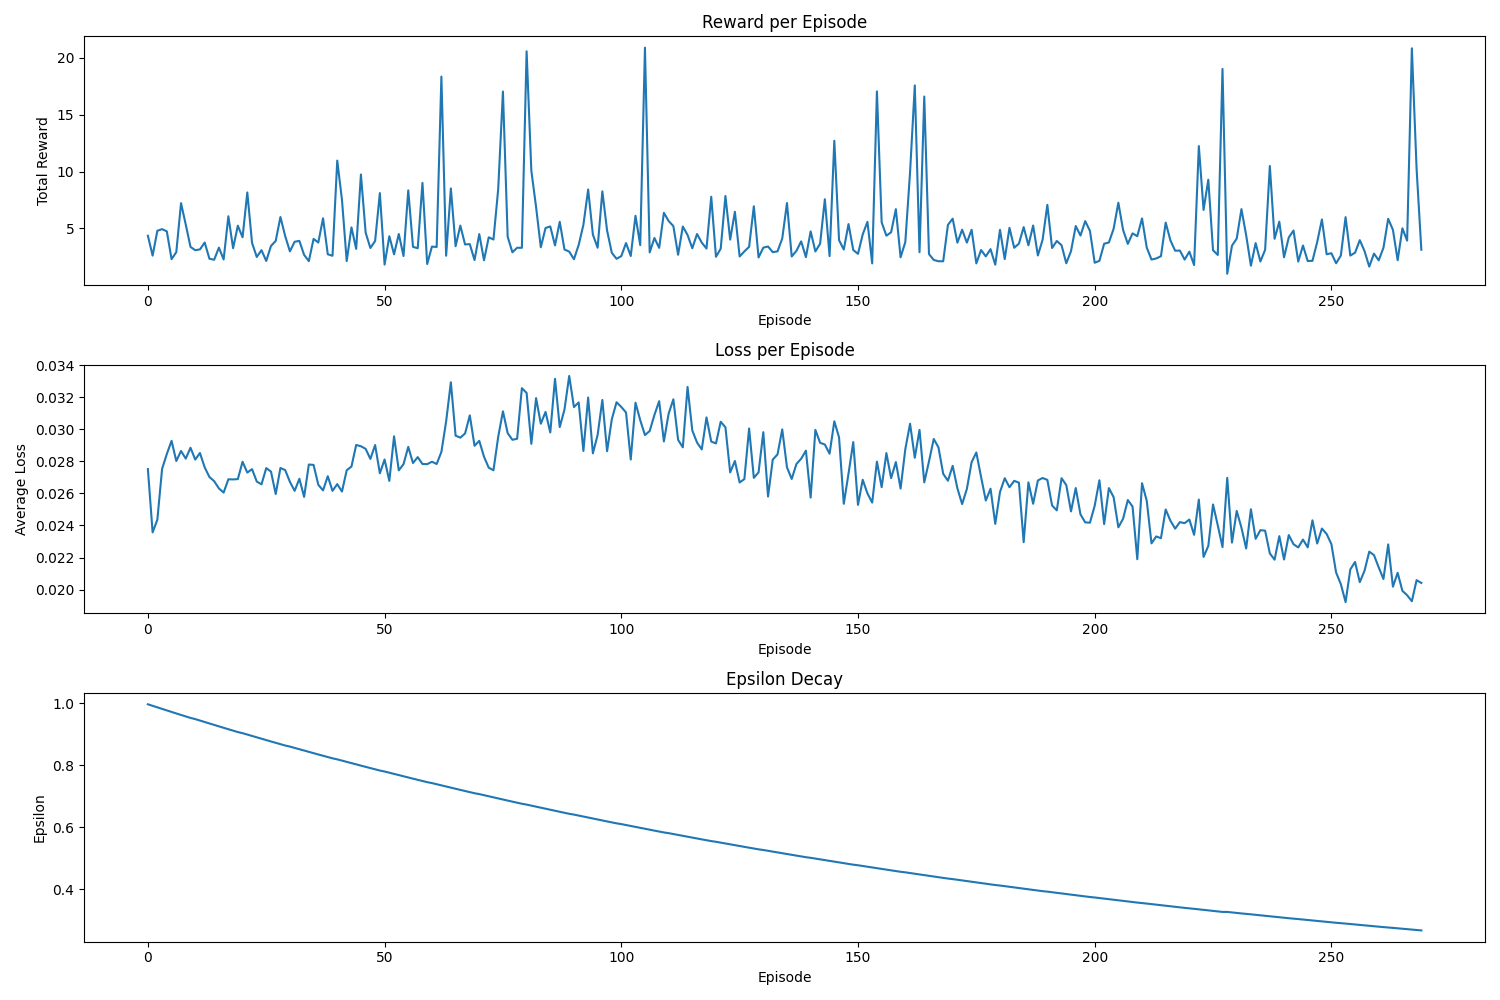 Reward per Episode
20
15
10
5
Total Reward
0 50 100 150 200 250
Episode
Loss per Episode
0.034
0.032
0.030
0.028
0.026
0.024
0.022
0.020
Average Loss
0 50 100 150 200 250
Episode
Epsilon Decay
1.0
0.8
0.6
0.4
Epsilon
0 50 100 150 200 250
Episode